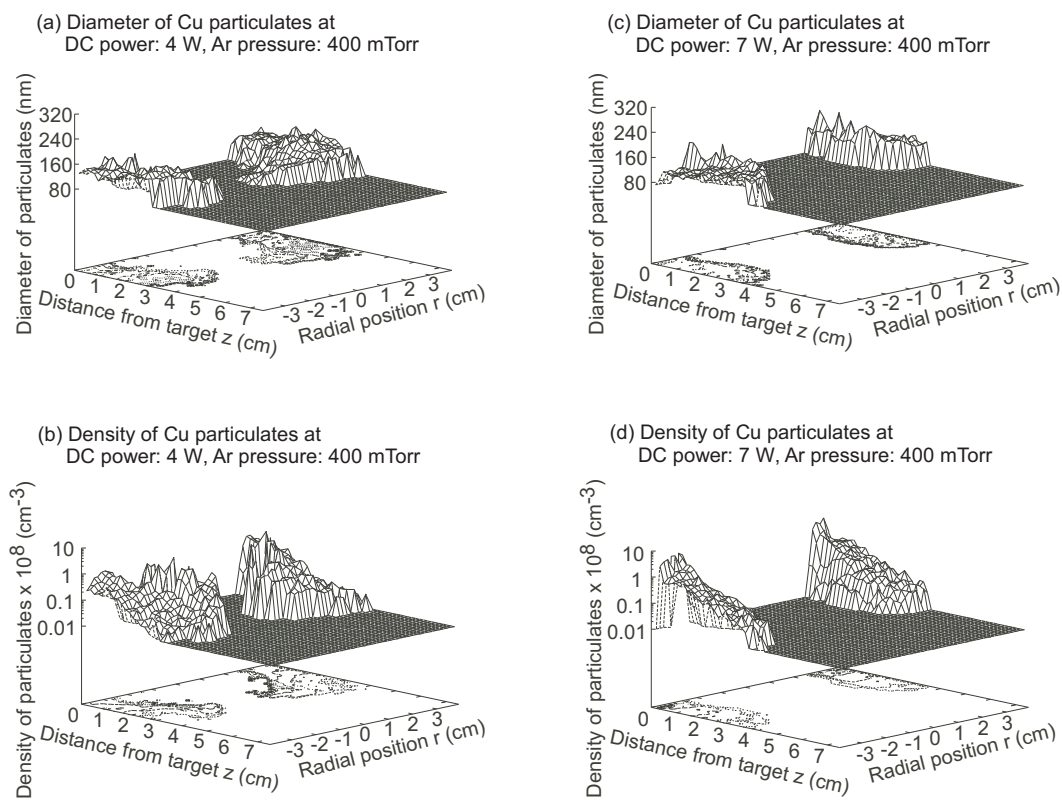 (a) Diameter of Cu particulates at
DC power: 4 W, Ar pressure: 400 mTorr
Diameter of particulates (nm)
320
240
160
80
0 1 2 3 4 5 6 7
Distance from target z (cm)
-3 -2 -1 0 1 2 3
Radial position r (cm)
(c) Diameter of Cu particulates at
DC power: 7 W, Ar pressure: 400 mTorr
Diameter of particulates (nm)
320
240
160
80
0 1 2 3 4 5 6 7
Distance from target z (cm)
-3 -2 -1 0 1 2 3
Radial position r (cm)
(b) Density of Cu particulates at
DC power: 4 W, Ar pressure: 400 mTorr
Density of particulates x 10⁸ (cm⁻³)
10
1
0.1
0.01
0 1 2 3 4 5 6 7
Distance from target z (cm)
-3 -2 -1 0 1 2 3
Radial position r (cm)
(d) Density of Cu particulates at
DC power: 7 W, Ar pressure: 400 mTorr
Density of particulates x 10⁸ (cm⁻³)
10
1
0.1
0.01
0 1 2 3 4 5 6 7
Distance from target z (cm)
-3 -2 -1 0 1 2 3
Radial position r (cm)